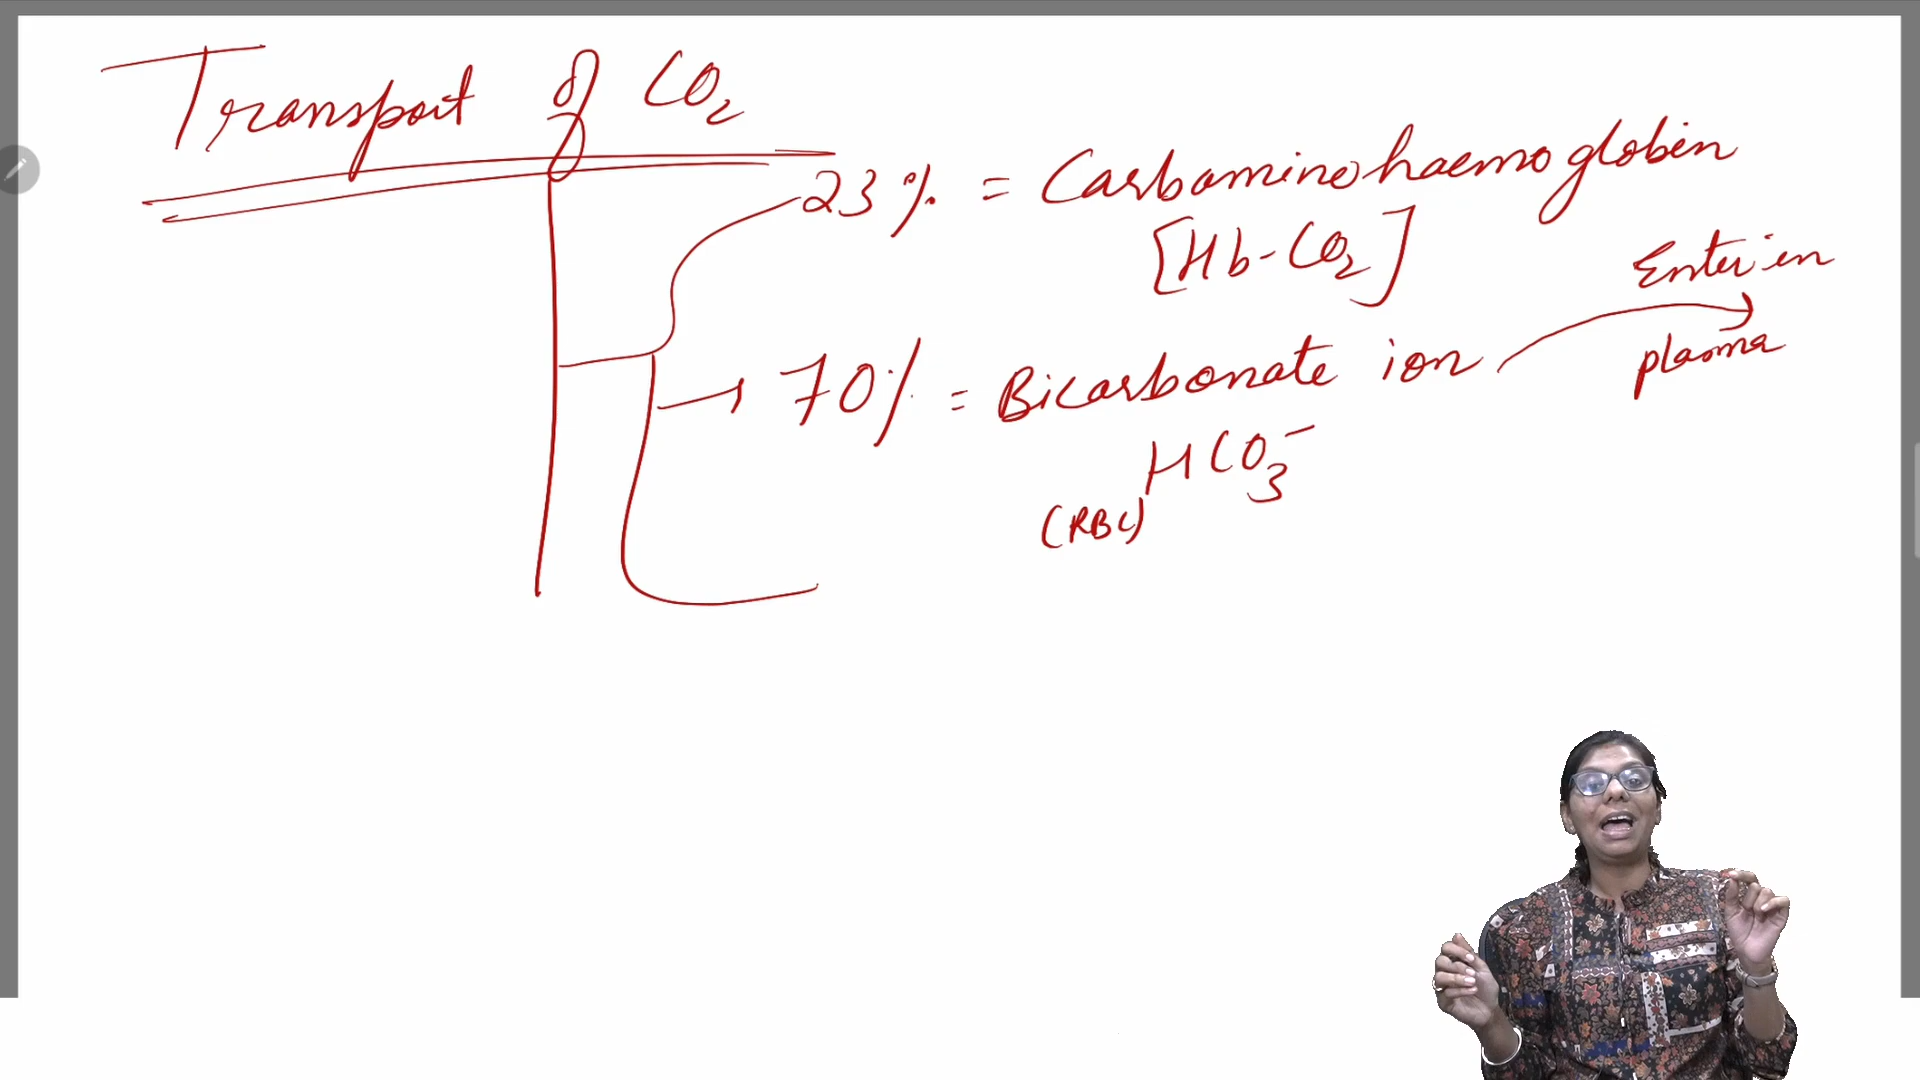 Transport of CO₂
23% = Carbaminohaemoglobin
[Hb-CO₂]
Enter in
plasma
70% = Bicarbonate ion
HCO₃⁻
(RBC)